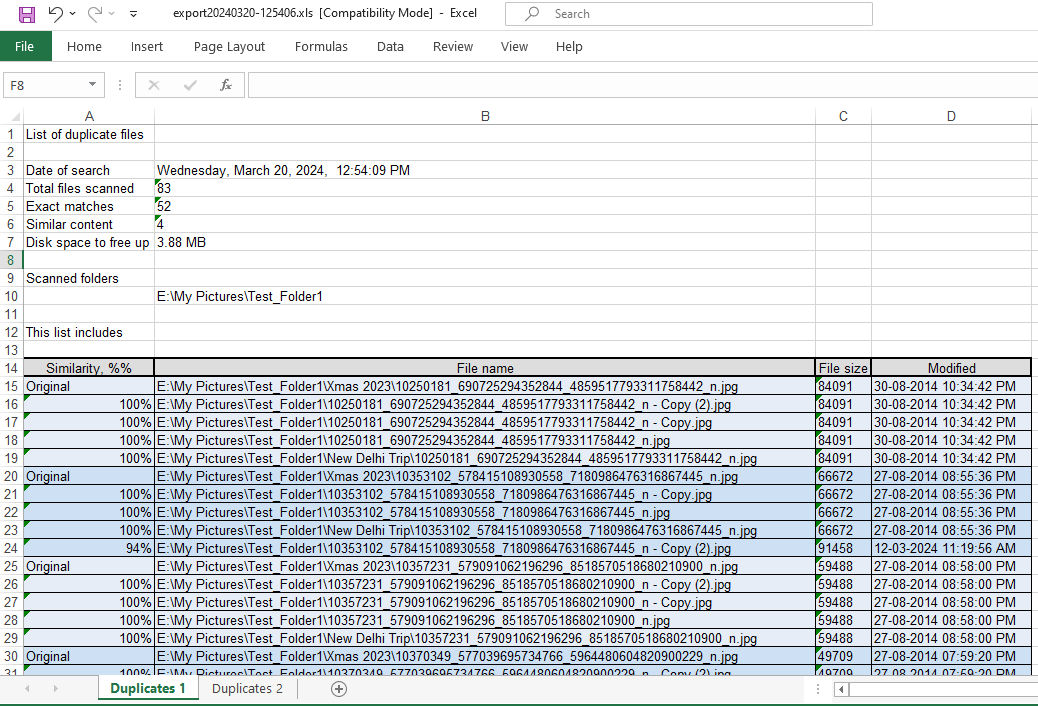 export20240320-125406.xls [Compatibility Mode] - Excel Search
File Home Insert Page Layout Formulas Data Review View Help
F8 fx
A B C D
1 List of duplicate files
2
3 Date of search Wednesday, March 20, 2024, 12:54:09 PM
4 Total files scanned 83
5 Exact matches 52
6 Similar content 4
7 Disk space to free up 3.88 MB
8
9 Scanned folders
10 E:\My Pictures\Test_Folder1
11
12 This list includes
13
14 Similarity, %% File name File size Modified
15 Original E:\My Pictures\Test_Folder1\Xmas 2023\10250181_690725294352844_4859517793311758442_n.jpg 84091 30-08-2014 10:34:42 PM
16 100% E:\My Pictures\Test_Folder1\10250181_690725294352844_4859517793311758442_n - Copy (2).jpg 84091 30-08-2014 10:34:42 PM
17 100% E:\My Pictures\Test_Folder1\10250181_690725294352844_4859517793311758442_n - Copy.jpg 84091 30-08-2014 10:34:42 PM
18 100% E:\My Pictures\Test_Folder1\10250181_690725294352844_4859517793311758442_n.jpg 84091 30-08-2014 10:34:42 PM
19 100% E:\My Pictures\Test_Folder1\New Delhi Trip\10250181_690725294352844_4859517793311758442_n.jpg 84091 30-08-2014 10:34:42 PM
20 Original E:\My Pictures\Test_Folder1\Xmas 2023\10353102_578415108930558_7180986476316867445_n.jpg 66672 27-08-2014 08:55:36 PM
21 100% E:\My Pictures\Test_Folder1\10353102_578415108930558_7180986476316867445_n - Copy.jpg 66672 27-08-2014 08:55:36 PM
22 100% E:\My Pictures\Test_Folder1\10353102_578415108930558_7180986476316867445_n.jpg 66672 27-08-2014 08:55:36 PM
23 100% E:\My Pictures\Test_Folder1\New Delhi Trip\10353102_578415108930558_7180986476316867445_n.jpg 66672 27-08-2014 08:55:36 PM
24 94% E:\My Pictures\Test_Folder1\10353102_578415108930558_7180986476316867445_n - Copy (2).jpg 91458 12-03-2024 11:19:56 AM
25 Original E:\My Pictures\Test_Folder1\Xmas 2023\10357231_579091062196296_8518570518680210900_n.jpg 59488 27-08-2014 08:58:00 PM
26 100% E:\My Pictures\Test_Folder1\10357231_579091062196296_8518570518680210900_n - Copy (2).jpg 59488 27-08-2014 08:58:00 PM
27 100% E:\My Pictures\Test_Folder1\10357231_579091062196296_8518570518680210900_n - Copy.jpg 59488 27-08-2014 08:58:00 PM
28 100% E:\My Pictures\Test_Folder1\10357231_579091062196296_8518570518680210900_n.jpg 59488 27-08-2014 08:58:00 PM
29 100% E:\My Pictures\Test_Folder1\New Delhi Trip\10357231_579091062196296_8518570518680210900_n.jpg 59488 27-08-2014 08:58:00 PM
30 Original E:\My Pictures\Test_Folder1\Xmas 2023\10370349_577039695734766_5964480604820900229_n.jpg 49709 27-08-2014 07:59:20 PM
31 100% E:\My Pictures\Test_Folder1\10370349_577039695734766_5964480604820900229_n - Copy (2).jpg 49709 27-08-2014 07:59:20 PM
Duplicates 1 Duplicates 2